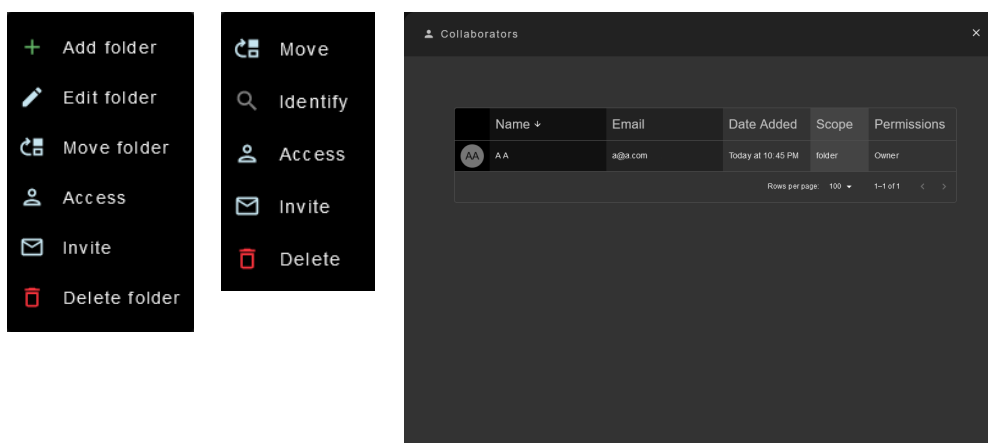 Add folder
Edit folder
Move folder
Access
Invite
Delete folder
Move
Identify
Access
Invite
Delete
Collaborators
Name Email Date Added Scope Permissions
AA A A a@a.com Today at 10:45 PM folder Owner
Rows per page: 100 1–1 of 1